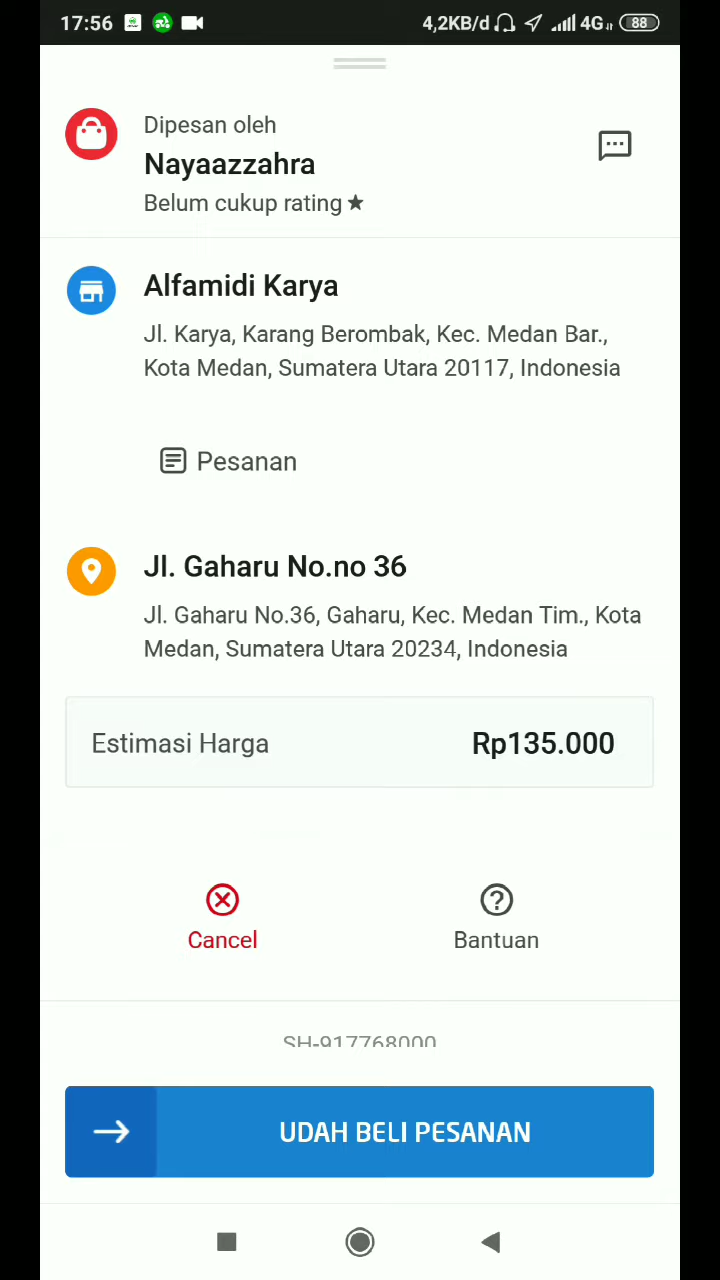 17:56 4,2KB/d 4G 88
Dipesan oleh
Nayaazzahra
Belum cukup rating ★
Alfamidi Karya
Jl. Karya, Karang Berombak, Kec. Medan Bar.,
Kota Medan, Sumatera Utara 20117, Indonesia
Pesanan
Jl. Gaharu No.no 36
Jl. Gaharu No.36, Gaharu, Kec. Medan Tim., Kota
Medan, Sumatera Utara 20234, Indonesia
Estimasi Harga Rp135.000
Cancel Bantuan
SH-917768000
UDAH BELI PESANAN